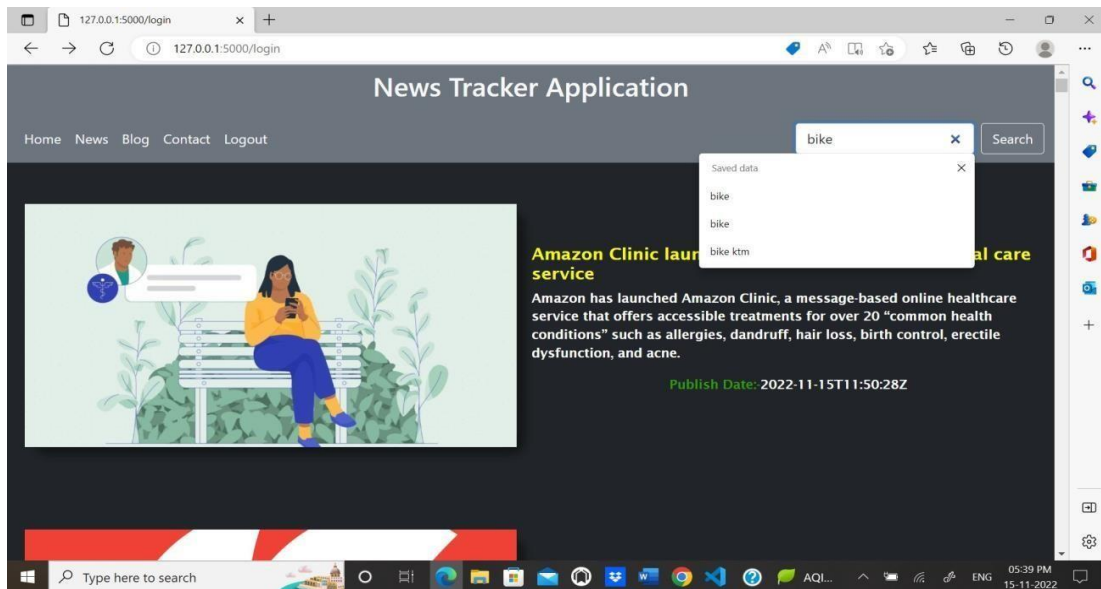 127.0.0.1:5000/login
127.0.0.1:5000/login
News Tracker Application
Home News Blog Contact Logout
bike
Search
Saved data
bike
bike
bike ktm
Amazon Clinic laun al care
service
Amazon has launched Amazon Clinic, a message-based online healthcare
service that offers accessible treatments for over 20 “common health
conditions” such as allergies, dandruff, hair loss, birth control, erectile
dysfunction, and acne.
Publish Date:-2022-11-15T11:50:28Z
Type here to search
AQI...
ENG
05:39 PM
15-11-2022